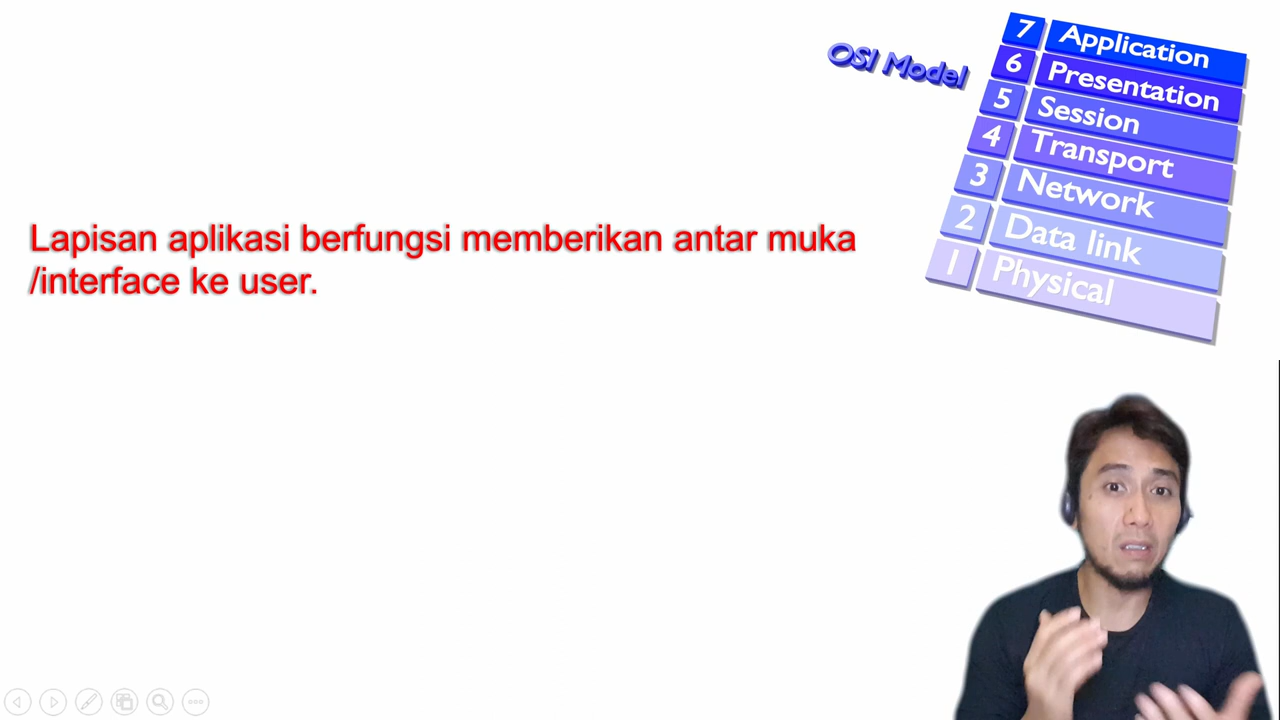 OSI Model
7 Application
6 Presentation
5 Session
4 Transport
3 Network
2 Data link
1 Physical
Lapisan aplikasi berfungsi memberikan antar muka
/interface ke user.